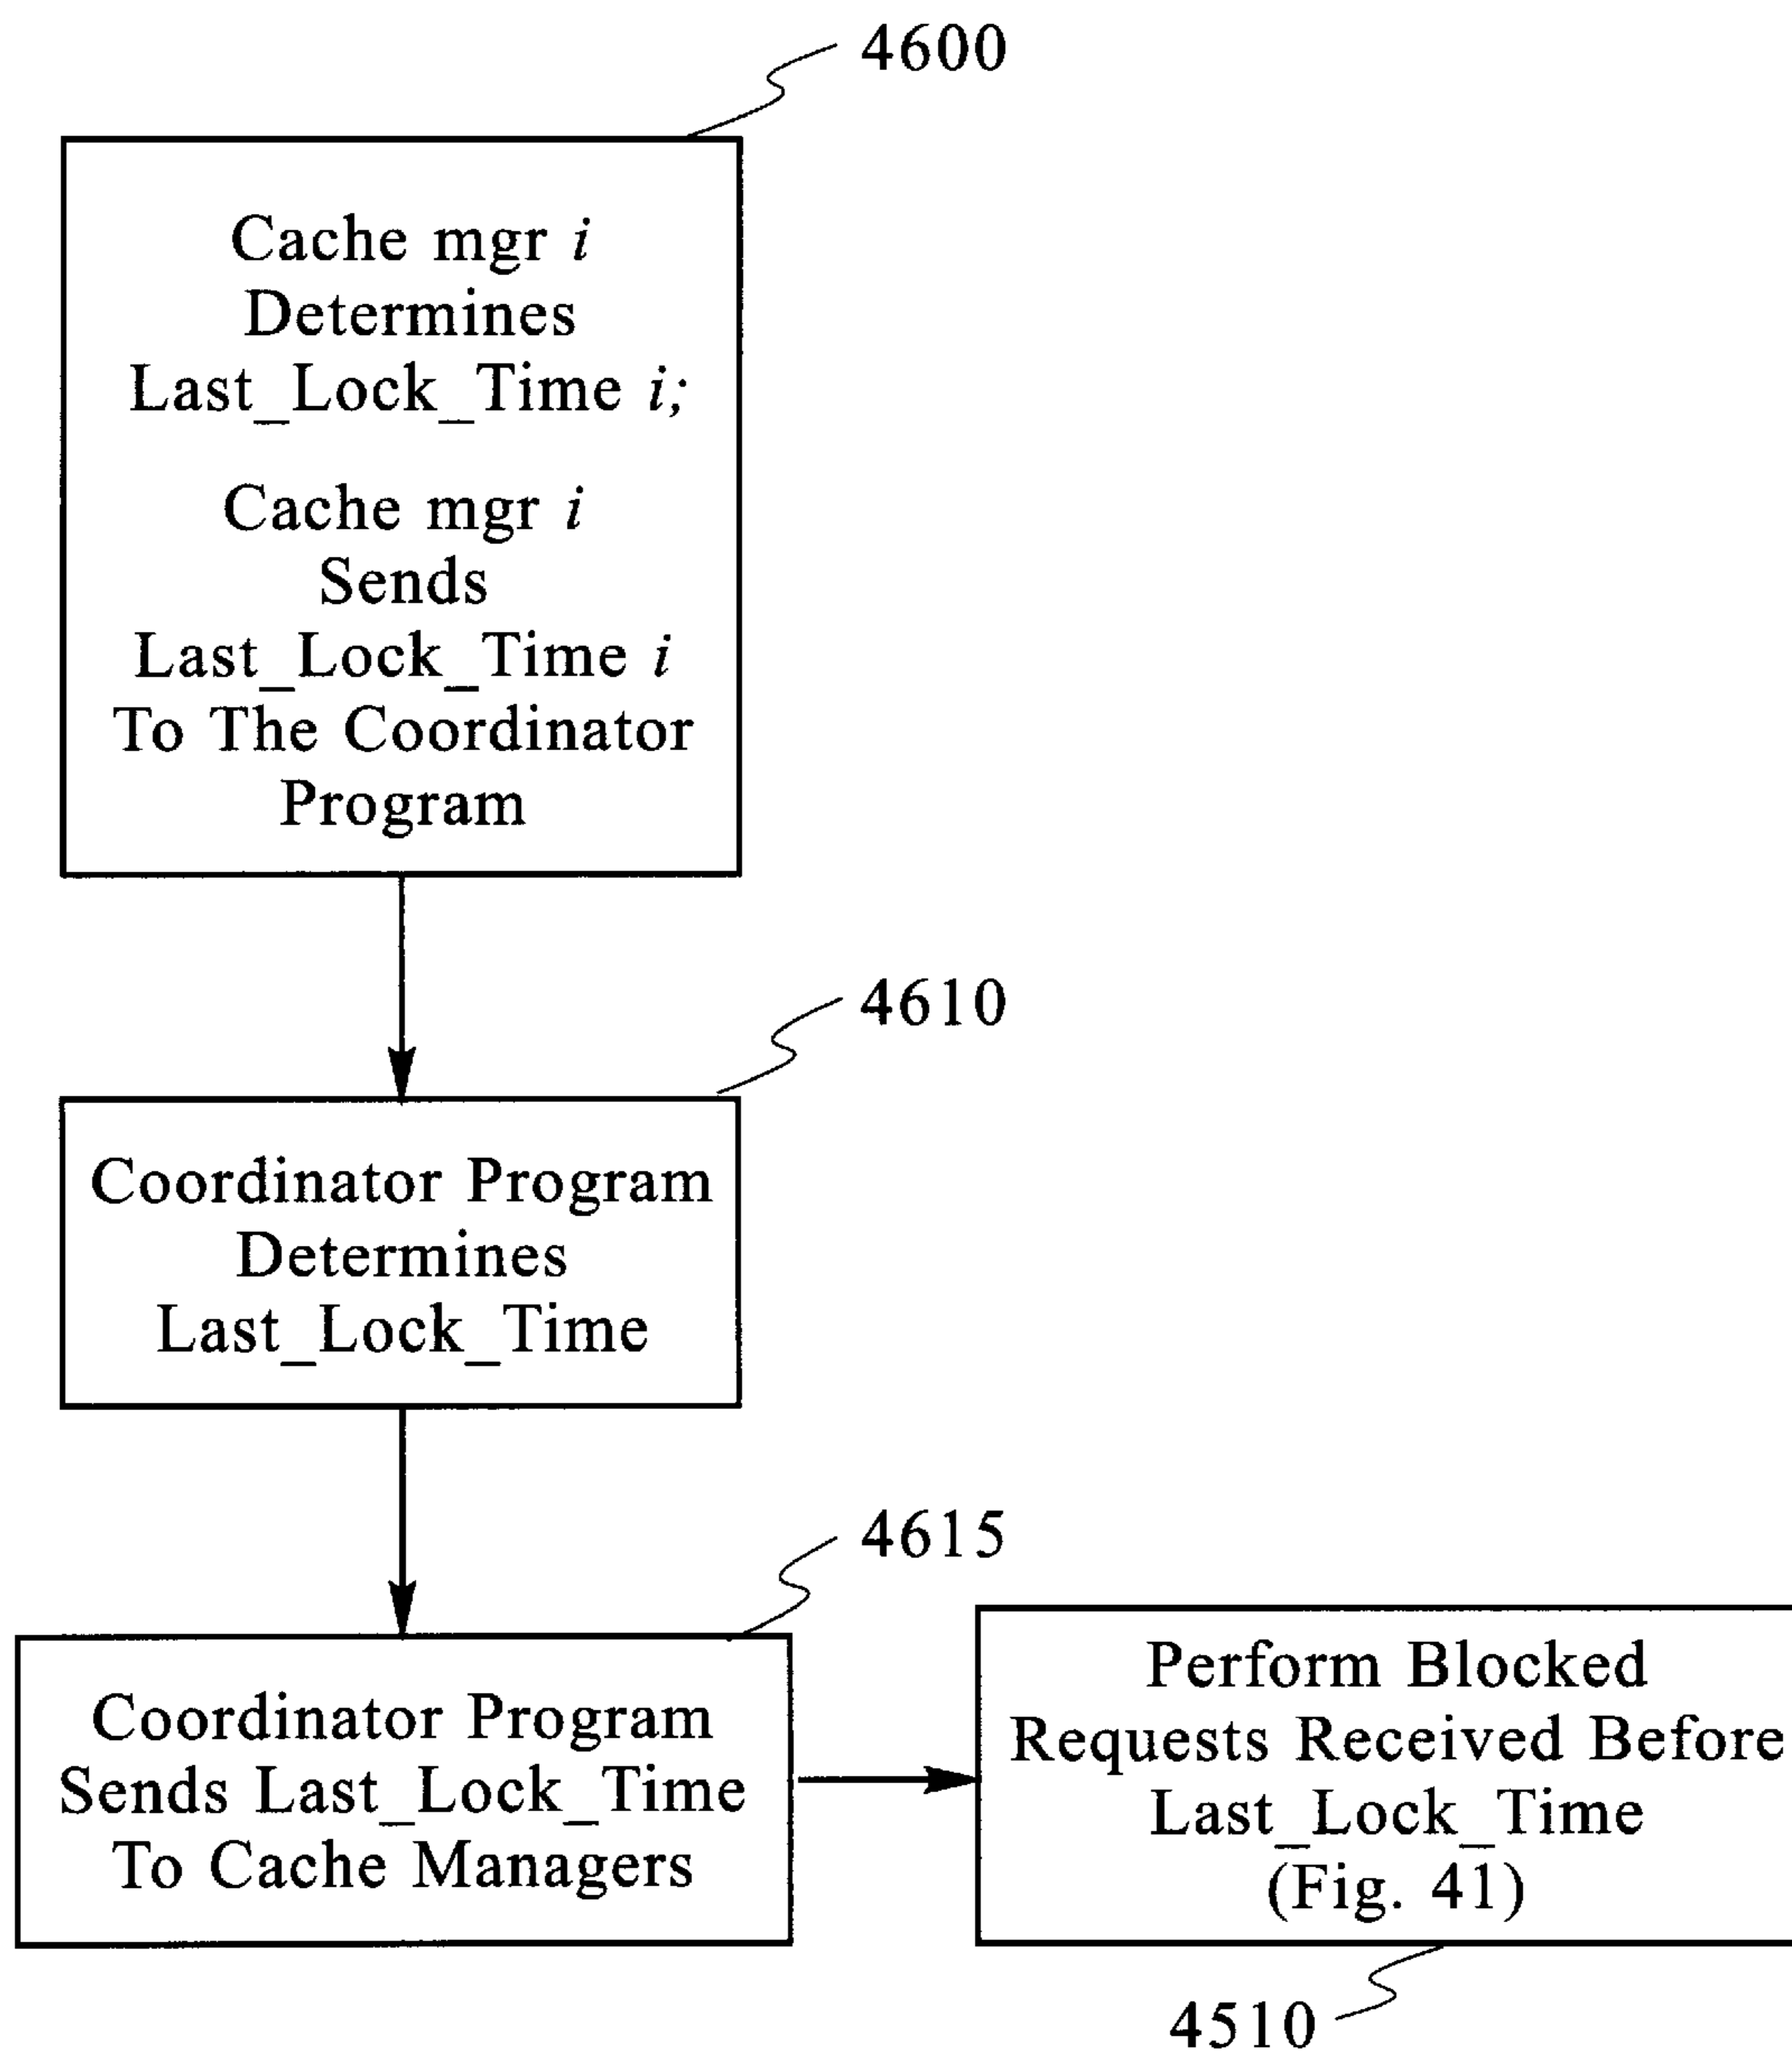 4600
Cache mgr i
Determines
Last_Lock_Time i;
Cache mgr i
Sends
Last_Lock_Time i
To The Coordinator
Program
4610
Coordinator Program
Determines
Last_Lock_Time
4615
Coordinator Program
Sends Last_Lock_Time
To Cache Managers
Perform Blocked
Requests Received Before
Last_Lock_Time
(Fig. 41)
4510